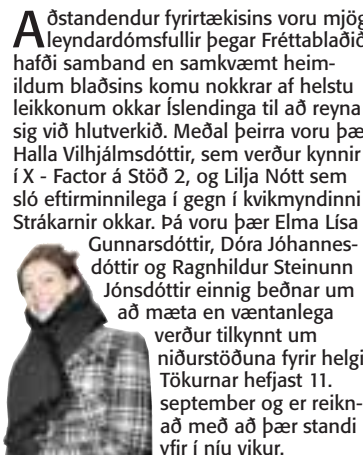 Aðstandendur fyrirtækisins voru mjög
leyndardómsfullir þegar Fréttablaðið
hafði samband en samkvæmt heim-
ildum blaðsins komu nokkrar af helstu
leikkonum okkar Íslendinga til að reyna
sig við hlutverkið. Meðal þeirra voru þæ
Halla Vilhjálmsdóttir, sem verður kynnir
í X - Factor á Stöð 2, og Lilja Nótt sem
sló eftirminnilega í gegn í kvikmyndinni
Strákarnir okkar. Þá voru þær Elma Lísa
Gunnarsdóttir, Dóra Jóhannes-
dóttir og Ragnhildur Steinunn
Jónsdóttir einnig beðnar um
að mæta en væntanlega
verður tilkynnt um
niðurstöðuna fyrir helgi
Tökurnar hefjast 11.
september og er reikn-
að með að þær standi
yfir í níu vikur.